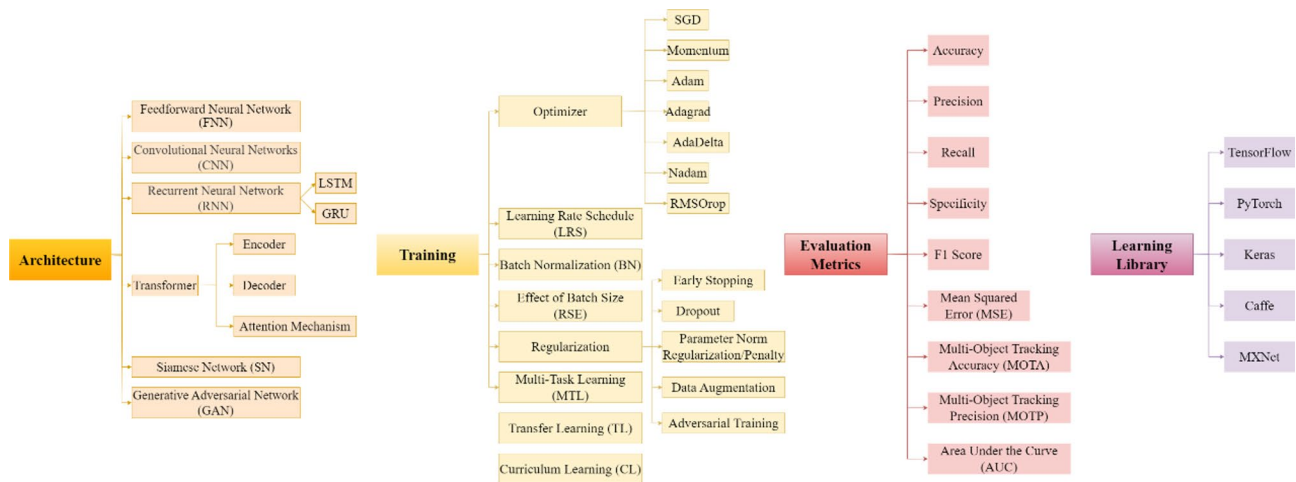 Architecture
Feedforward Neural Network
(FNN)
Convolutional Neural Networks
(CNN)
Recurrent Neural Network
(RNN)
LSTM
GRU
Transformer
Encoder
Decoder
Attention Mechanism
Siamese Network (SN)
Generative Adversarial Network
(GAN)
Training
Optimizer
SGD
Momentum
Adam
Adagrad
AdaDelta
Nadam
RMSOrop
Learning Rate Schedule
(LRS)
Batch Normalization (BN)
Effect of Batch Size
(RSE)
Regularization
Early Stopping
Dropout
Parameter Norm
Regularization/Penalty
Data Augmentation
Adversarial Training
Multi-Task Learning
(MTL)
Transfer Learning (TL)
Curriculum Learning (CL)
Evaluation
Metrics
Accuracy
Precision
Recall
Specificity
F1 Score
Mean Squared
Error (MSE)
Multi-Object Tracking
Accuracy (MOTA)
Multi-Object Tracking
Precision (MOTP)
Area Under the Curve
(AUC)
Learning
Library
TensorFlow
PyTorch
Keras
Caffe
MXNet